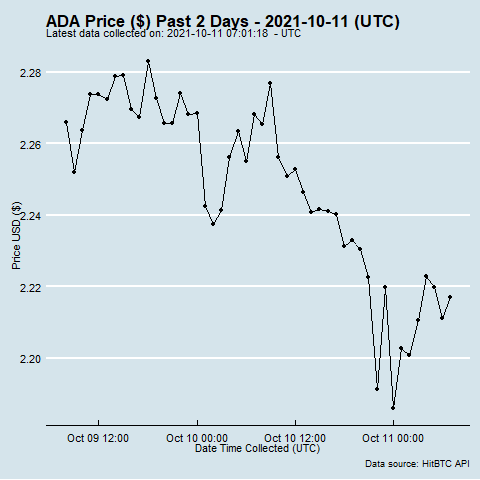 ADA Price ($) Past 2 Days - 2021-10-11 (UTC)
Latest data collected on: 2021-10-11 07:01:18 - UTC
2.28
2.26
2.24
2.22
2.20
Price USD ($)
Oct 09 12:00 Oct 10 00:00 Oct 10 12:00 Oct 11 00:00
Date Time Collected (UTC)
Data source: HitBTC API